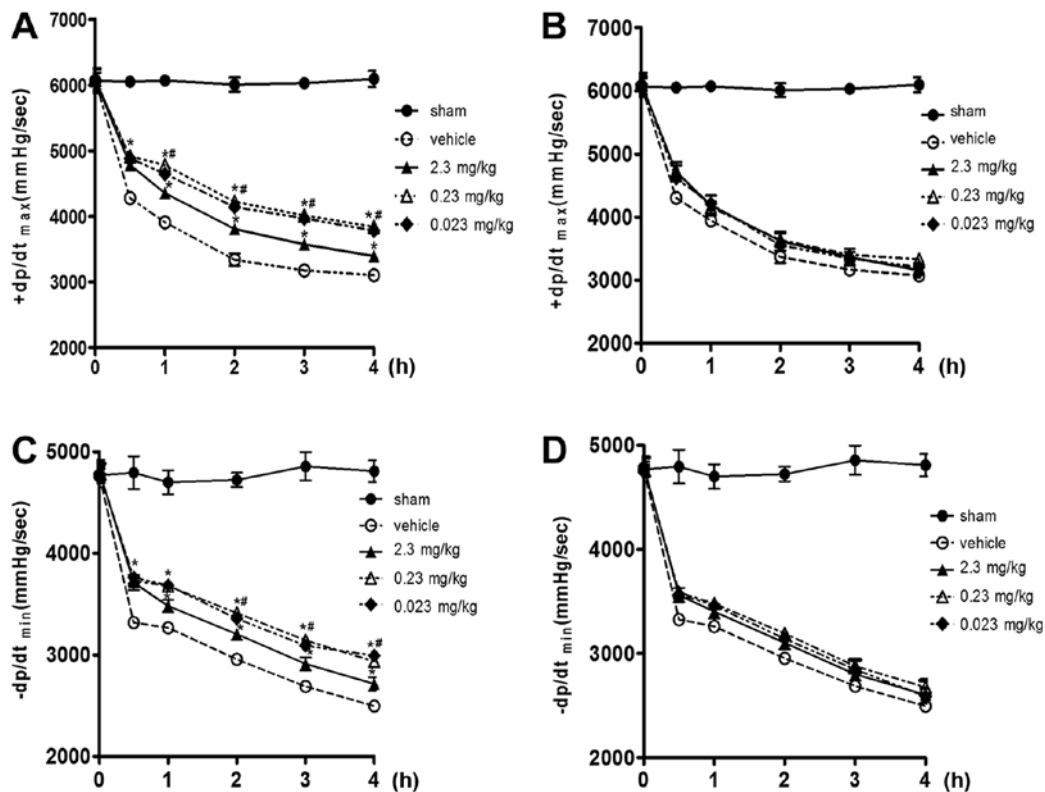 A
7000
6000
5000
4000
3000
2000
+dp/dt max(mmHg/sec)
0 1 2 3 4 (h)
sham
vehicle
2.3 mg/kg
0.23 mg/kg
0.023 mg/kg
* *# *# *# *#
* * * *
B
7000
6000
5000
4000
3000
2000
+dp/dt max(mmHg/sec)
0 1 2 3 4 (h)
sham
vehicle
2.3 mg/kg
0.23 mg/kg
0.023 mg/kg
C
5000
4000
3000
2000
-dp/dt min(mmHg/sec)
0 1 2 3 4 (h)
sham
vehicle
2.3 mg/kg
0.23 mg/kg
0.023 mg/kg
* * *# *# *#
* * * *
D
5000
4000
3000
2000
-dp/dt min(mmHg/sec)
0 1 2 3 4 (h)
sham
vehicle
2.3 mg/kg
0.23 mg/kg
0.023 mg/kg